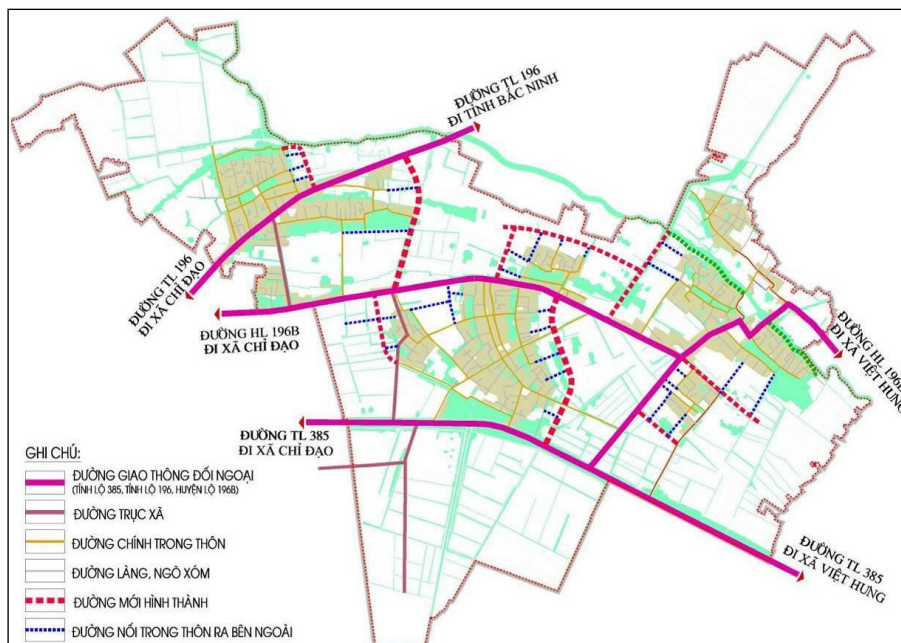 ĐƯỜNG TL 196
ĐI TỈNH BẮC NINH
ĐƯỜNG TL 196
ĐI XÃ CHỈ ĐẠO
ĐƯỜNG HL 196B
ĐI XÃ CHỈ ĐẠO
ĐƯỜNG HL 196B
ĐI XÃ VIỆT HƯNG
ĐƯỜNG TL 385
ĐI XÃ CHỈ ĐẠO
ĐƯỜNG TL 385
ĐI XÃ VIỆT HƯNG
GHI CHÚ:
ĐƯỜNG GIAO THÔNG ĐỐI NGOẠI
(TỈNH LỘ 385, TỈNH LỘ 196, HUYỆN LỘ 196B)
ĐƯỜNG TRỤC XÃ
ĐƯỜNG CHÍNH TRONG THÔN
ĐƯỜNG LÀNG, NGÕ XÓM
ĐƯỜNG MỚI HÌNH THÀNH
ĐƯỜNG NỐI TRONG THÔN RA BÊN NGOÀI